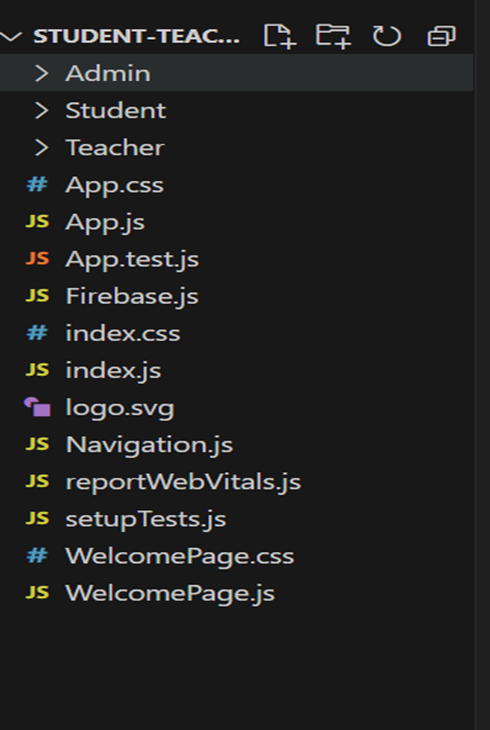 STUDENT-TEAC...
Admin
Student
Teacher
# App.css
JS App.js
JS App.test.js
JS Firebase.js
# index.css
JS index.js
logo.svg
JS Navigation.js
JS reportWebVitals.js
JS setupTests.js
# WelcomePage.css
JS WelcomePage.js